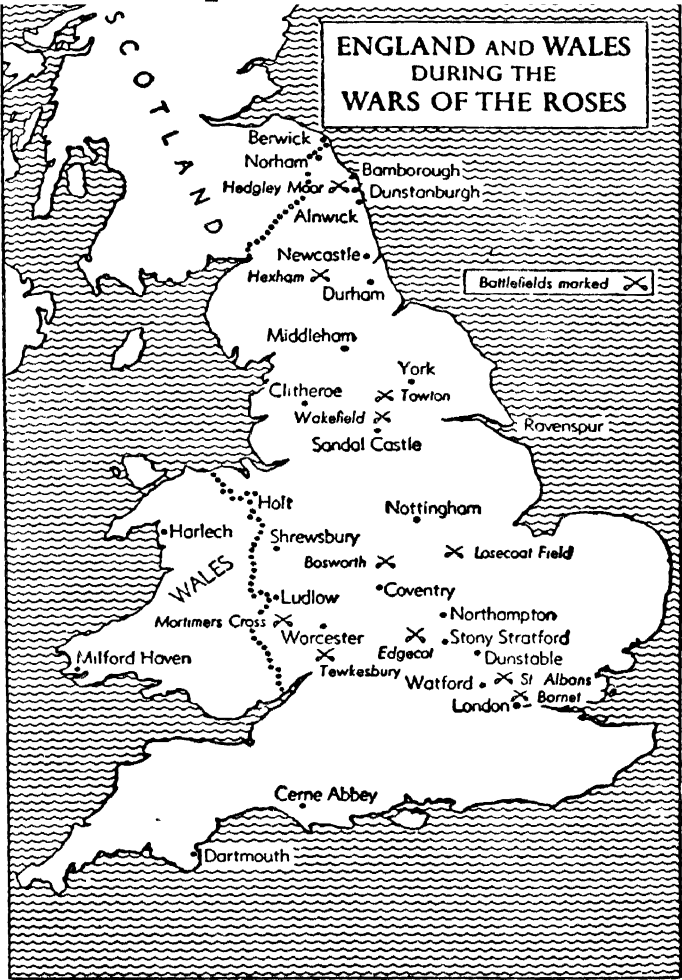 ENGLAND AND WALES
DURING THE
WARS OF THE ROSES
SCOTLAND
Berwick
Norham
Bamborough
Hedgley Moor
Dunstanburgh
Alnwick
Newcastle
Hexham
Battlefields marked
Durham
Middleham
York
Clitheroe
Towton
Wakefield
Ravenspur
Sandal Castle
Holt
Nottingham
Harlech
Shrewsbury
Losecoat Field
Bosworth
WALES
Coventry
Ludlow
Northampton
Mortimers Cross
Worcester
Stony Stratford
Edgecot
Milford Haven
Dunstable
Tewkesbury
St Albans
Watford
Barnet
London
Cerne Abbey
Dartmouth